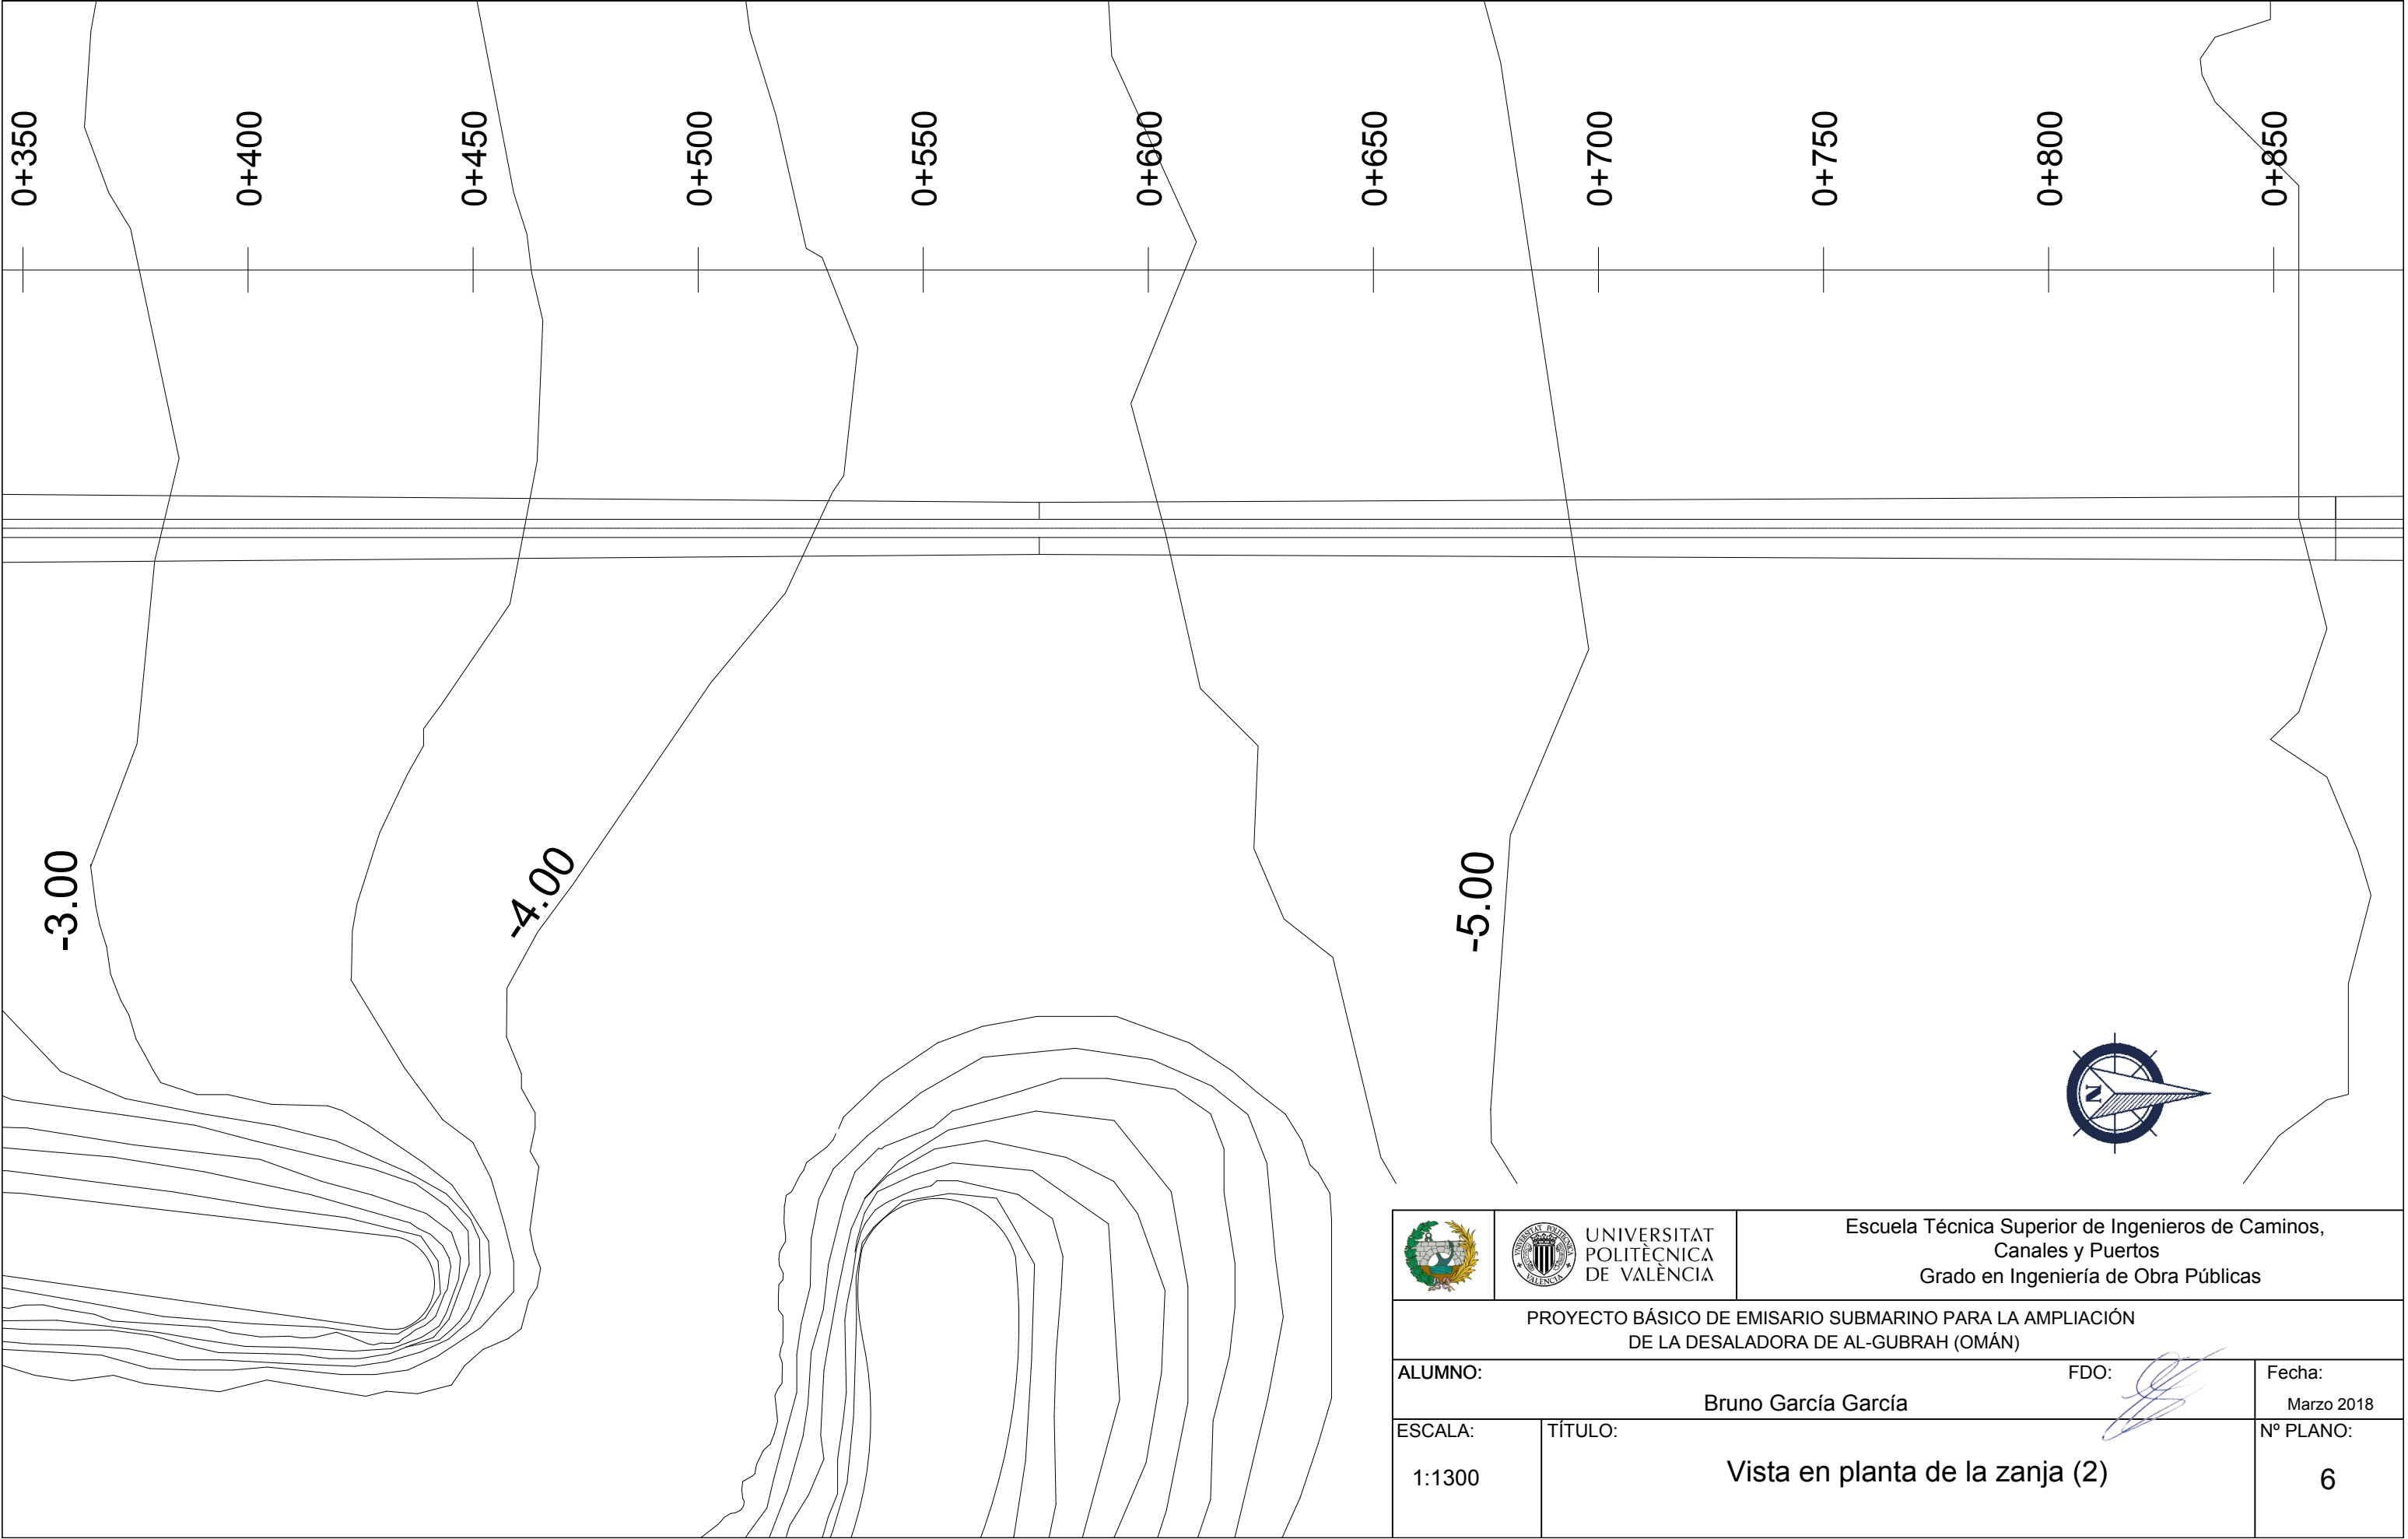 0+350
0+400
0+450
0+500
0+550
0+600
0+650
0+700
0+750
0+800
0+850
-3.00
-4.00
-5.00
N
UNIVERSITAT
POLITÈCNICA
DE VALÈNCIA
Escuela Técnica Superior de Ingenieros de Caminos,
Canales y Puertos
Grado en Ingeniería de Obra Públicas
PROYECTO BÁSICO DE EMISARIO SUBMARINO PARA LA AMPLIACIÓN
DE LA DESALADORA DE AL-GUBRAH (OMÁN)
ALUMNO:
Bruno García García
FDO:
Fecha:
Marzo 2018
ESCALA:
1:1300
TÍTULO:
Vista en planta de la zanja (2)
Nº PLANO:
6